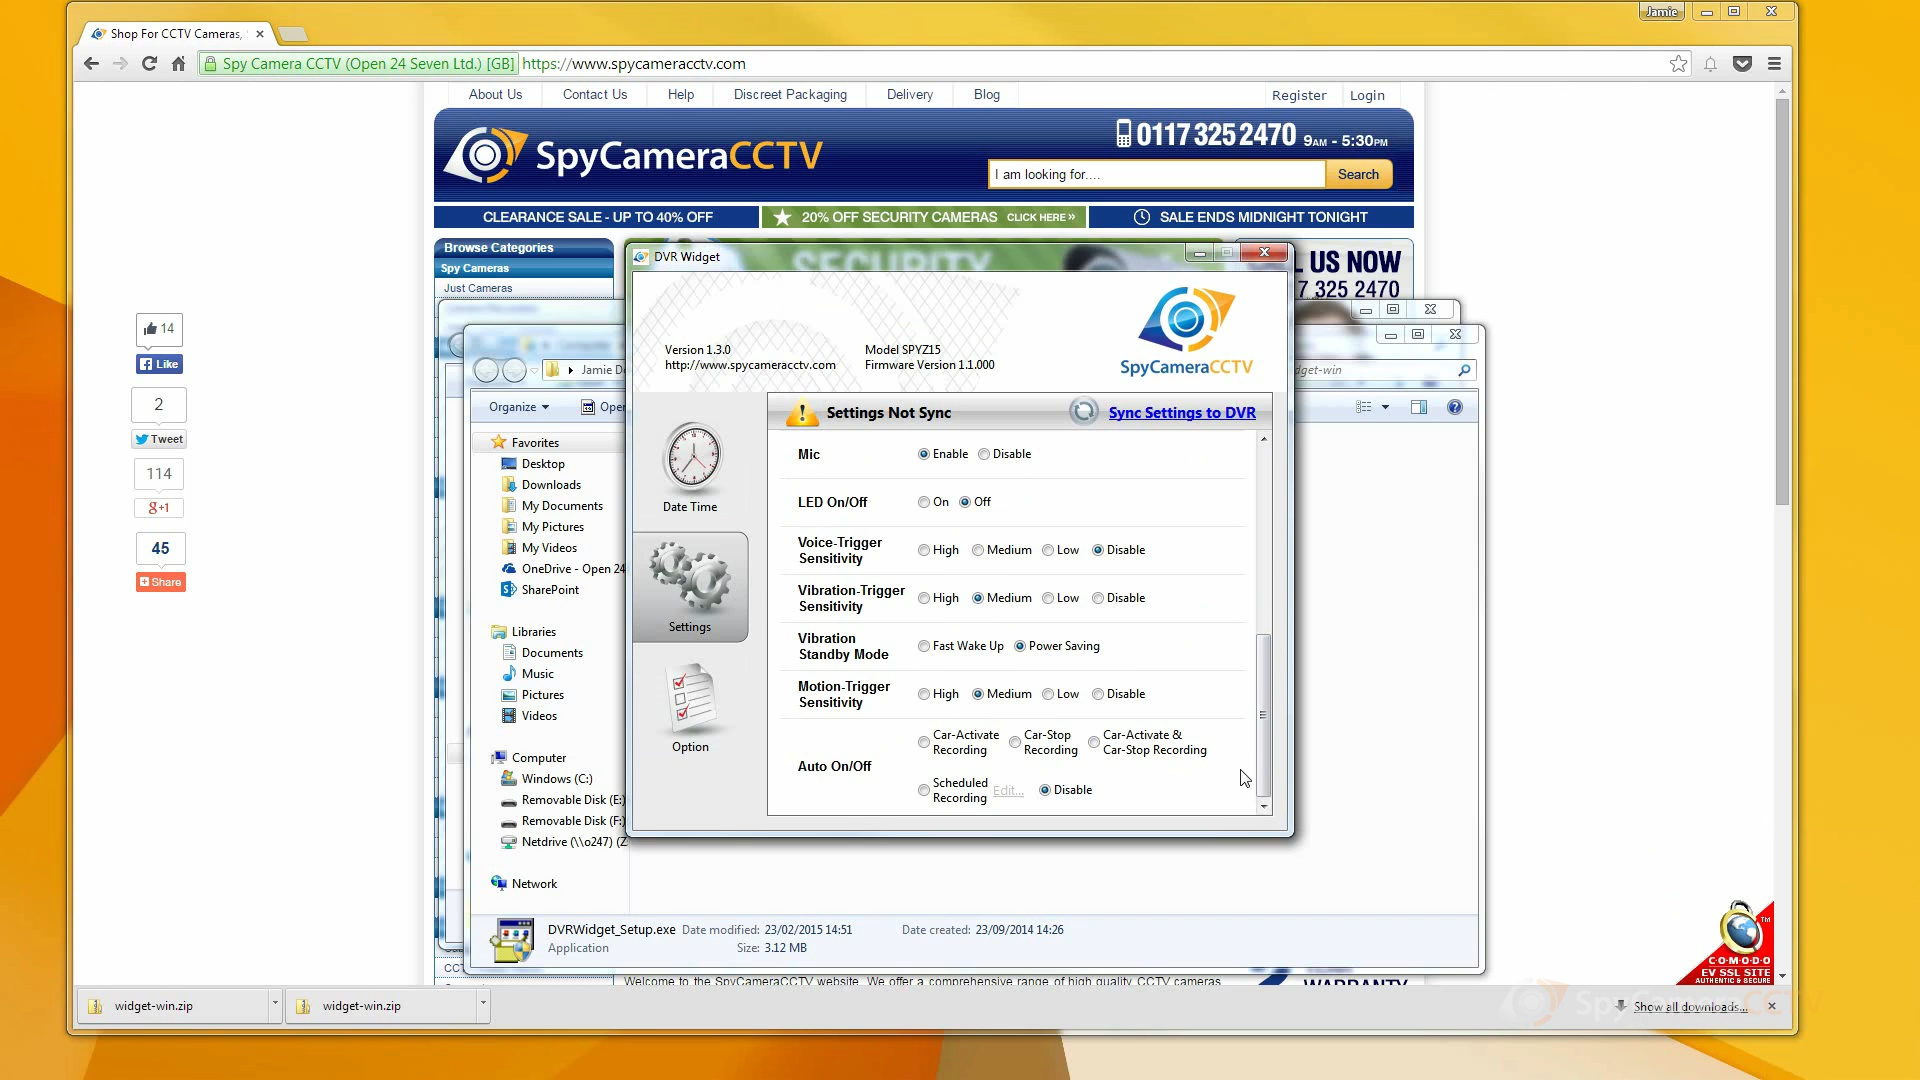 Jamie
Shop For CCTV Cameras,
Spy Camera CCTV (Open 24 Seven Ltd.) [GB] https://www.spycameracctv.com
About Us Contact Us Help Discreet Packaging Delivery Blog Register Login
SpyCameraCCTV
0117 325 2470 9AM - 5:30PM
I am looking for.... Search
CLEARANCE SALE - UP TO 40% OFF 20% OFF SECURITY CAMERAS CLICK HERE » SALE ENDS MIDNIGHT TONIGHT
Browse Categories
Spy Cameras
Just Cameras
SECURITY
L US NOW
7 325 2470
14
Like
2
Tweet
114
g+1
45
Share
DVR Widget
Version 1.3.0 Model SPYZ15
http://www.spycameracctv.com Firmware Version 1.1.000
SpyCameraCCTV
Settings Not Sync Sync Settings to DVR
Date Time
Settings
Option
Mic Enable Disable
LED On/Off On Off
Voice-Trigger Sensitivity High Medium Low Disable
Vibration-Trigger Sensitivity High Medium Low Disable
Vibration Standby Mode Fast Wake Up Power Saving
Motion-Trigger Sensitivity High Medium Low Disable
Auto On/Off Car-Activate Recording Car-Stop Recording Car-Activate & Car-Stop Recording
Scheduled Recording Edit... Disable
Jamie D
dget-win
Organize Open
Favorites
Desktop
Downloads
My Documents
My Pictures
My Videos
OneDrive - Open 24
SharePoint
Libraries
Documents
Music
Pictures
Videos
Computer
Windows (C:)
Removable Disk (E:)
Removable Disk (F:)
Netdrive (\\o247) (Z
Network
DVRWidget_Setup.exe Date modified: 23/02/2015 14:51 Date created: 23/09/2014 14:26
Application Size: 3.12 MB
CCT
Welcome to the SpyCameraCCTV website. We offer a comprehensive range of high quality CCTV cameras
WARRANTY
TM
COMODO
EV SSL SITE
AUTHENTIC & SECURE
widget-win.zip widget-win.zip Show all downloads...
SpyCameraCCTV